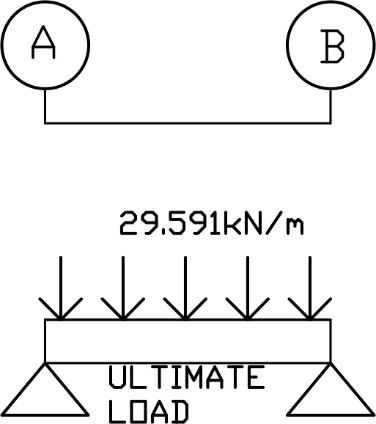 A B
29.591kN/m
ULTIMATE
LOAD